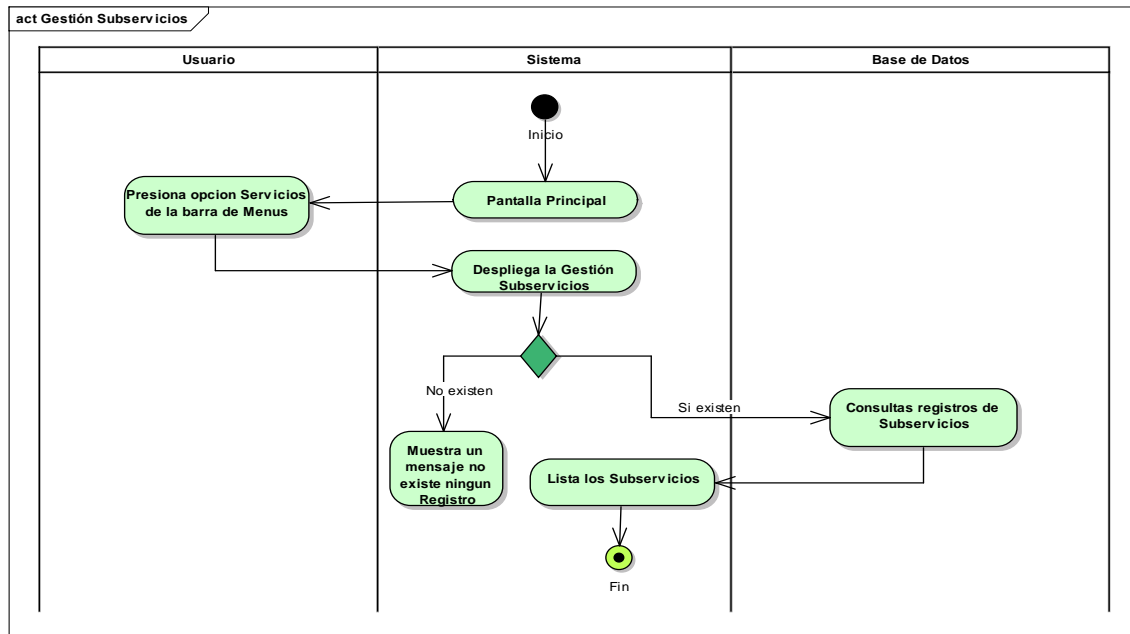 act Gestión Subservicios
Usuario
Sistema
Base de Datos
Inicio
Presiona opcion Servicios
de la barra de Menus
Pantalla Principal
Despliega la Gestión
Subservicios
No existen
Si existen
Consultas registros de
Subservicios
Muestra un
mensaje no
existe ningun
Registro
Lista los Subservicios
Fin